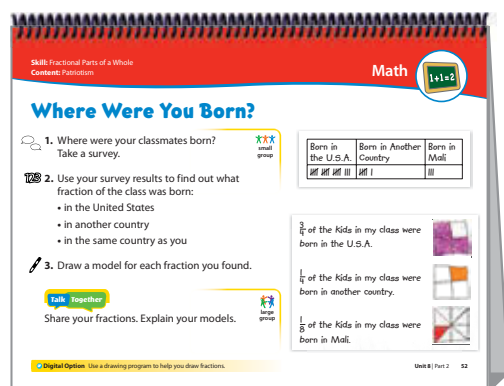 Skill: Fractional Parts of a Whole
Content: Patriotism
Math
1+1=2
Where Were You Born?
1. Where were your classmates born?
Take a survey.
small
group
123 2. Use your survey results to find out what
fraction of the class was born:
• in the United States
• in another country
• in the same country as you
3. Draw a model for each fraction you found.
Talk Together
large
group
Share your fractions. Explain your models.
Born in
the U.S.A.
Born in Another
Country
Born in
Mali
3/4 of the kids in my class were
born in the U.S.A.
1/4 of the kids in my class were
born in another country.
1/8 of the kids in my class were
born in Mali.
Digital Option Use a drawing program to help you draw fractions.
Unit 8 | Part 2 52